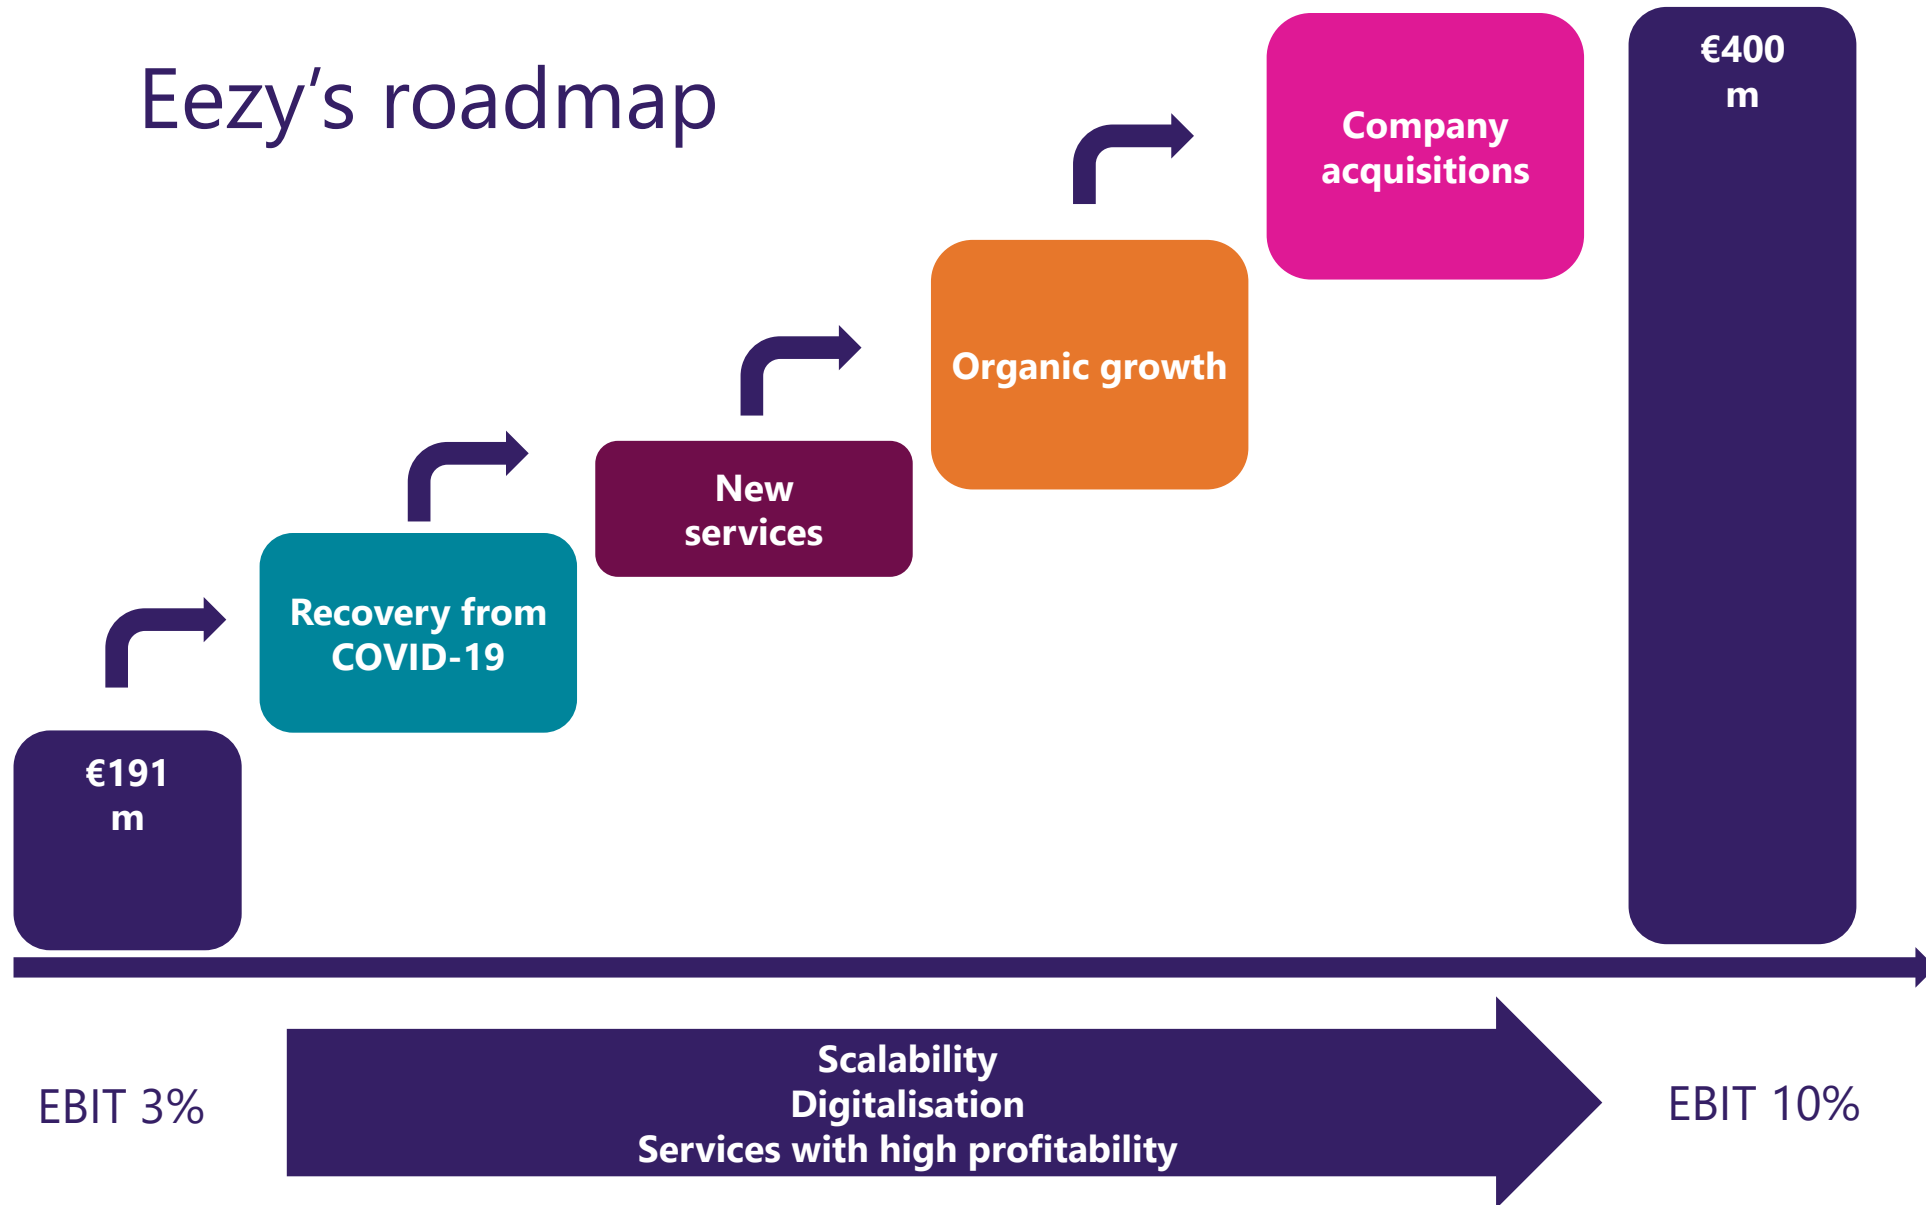 Eezy's roadmap
€191
m
Recovery from
COVID-19
New
services
Organic growth
Company
acquisitions
€400
m
EBIT 3%
Scalability
Digitalisation
Services with high profitability
EBIT 10%